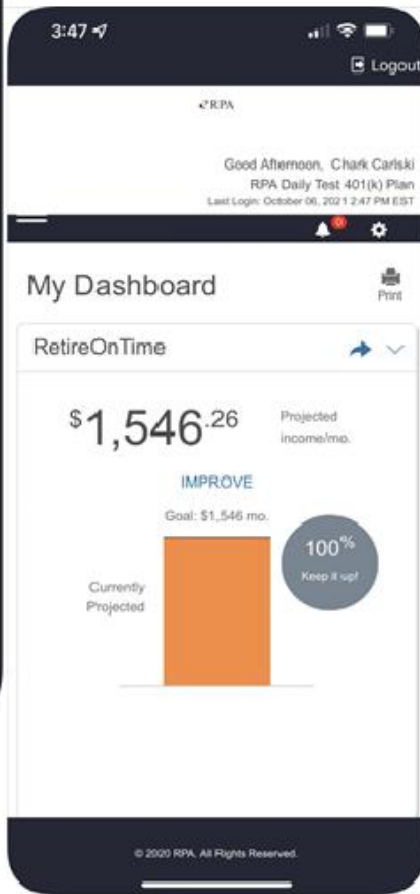 3:47
Logout
RPA
Good Afternoon, Chark Carlski
RPA Daily Test 401(k) Plan
Last Login: October 06, 2021 2:47 PM EST
My Dashboard
Print
RetireOnTime
$1,546.26
Projected
income/mo.
IMPROVE
Goal: $1,546 mo.
100%
Keep it up!
Currently
Projected
© 2020 RPA. All Rights Reserved.